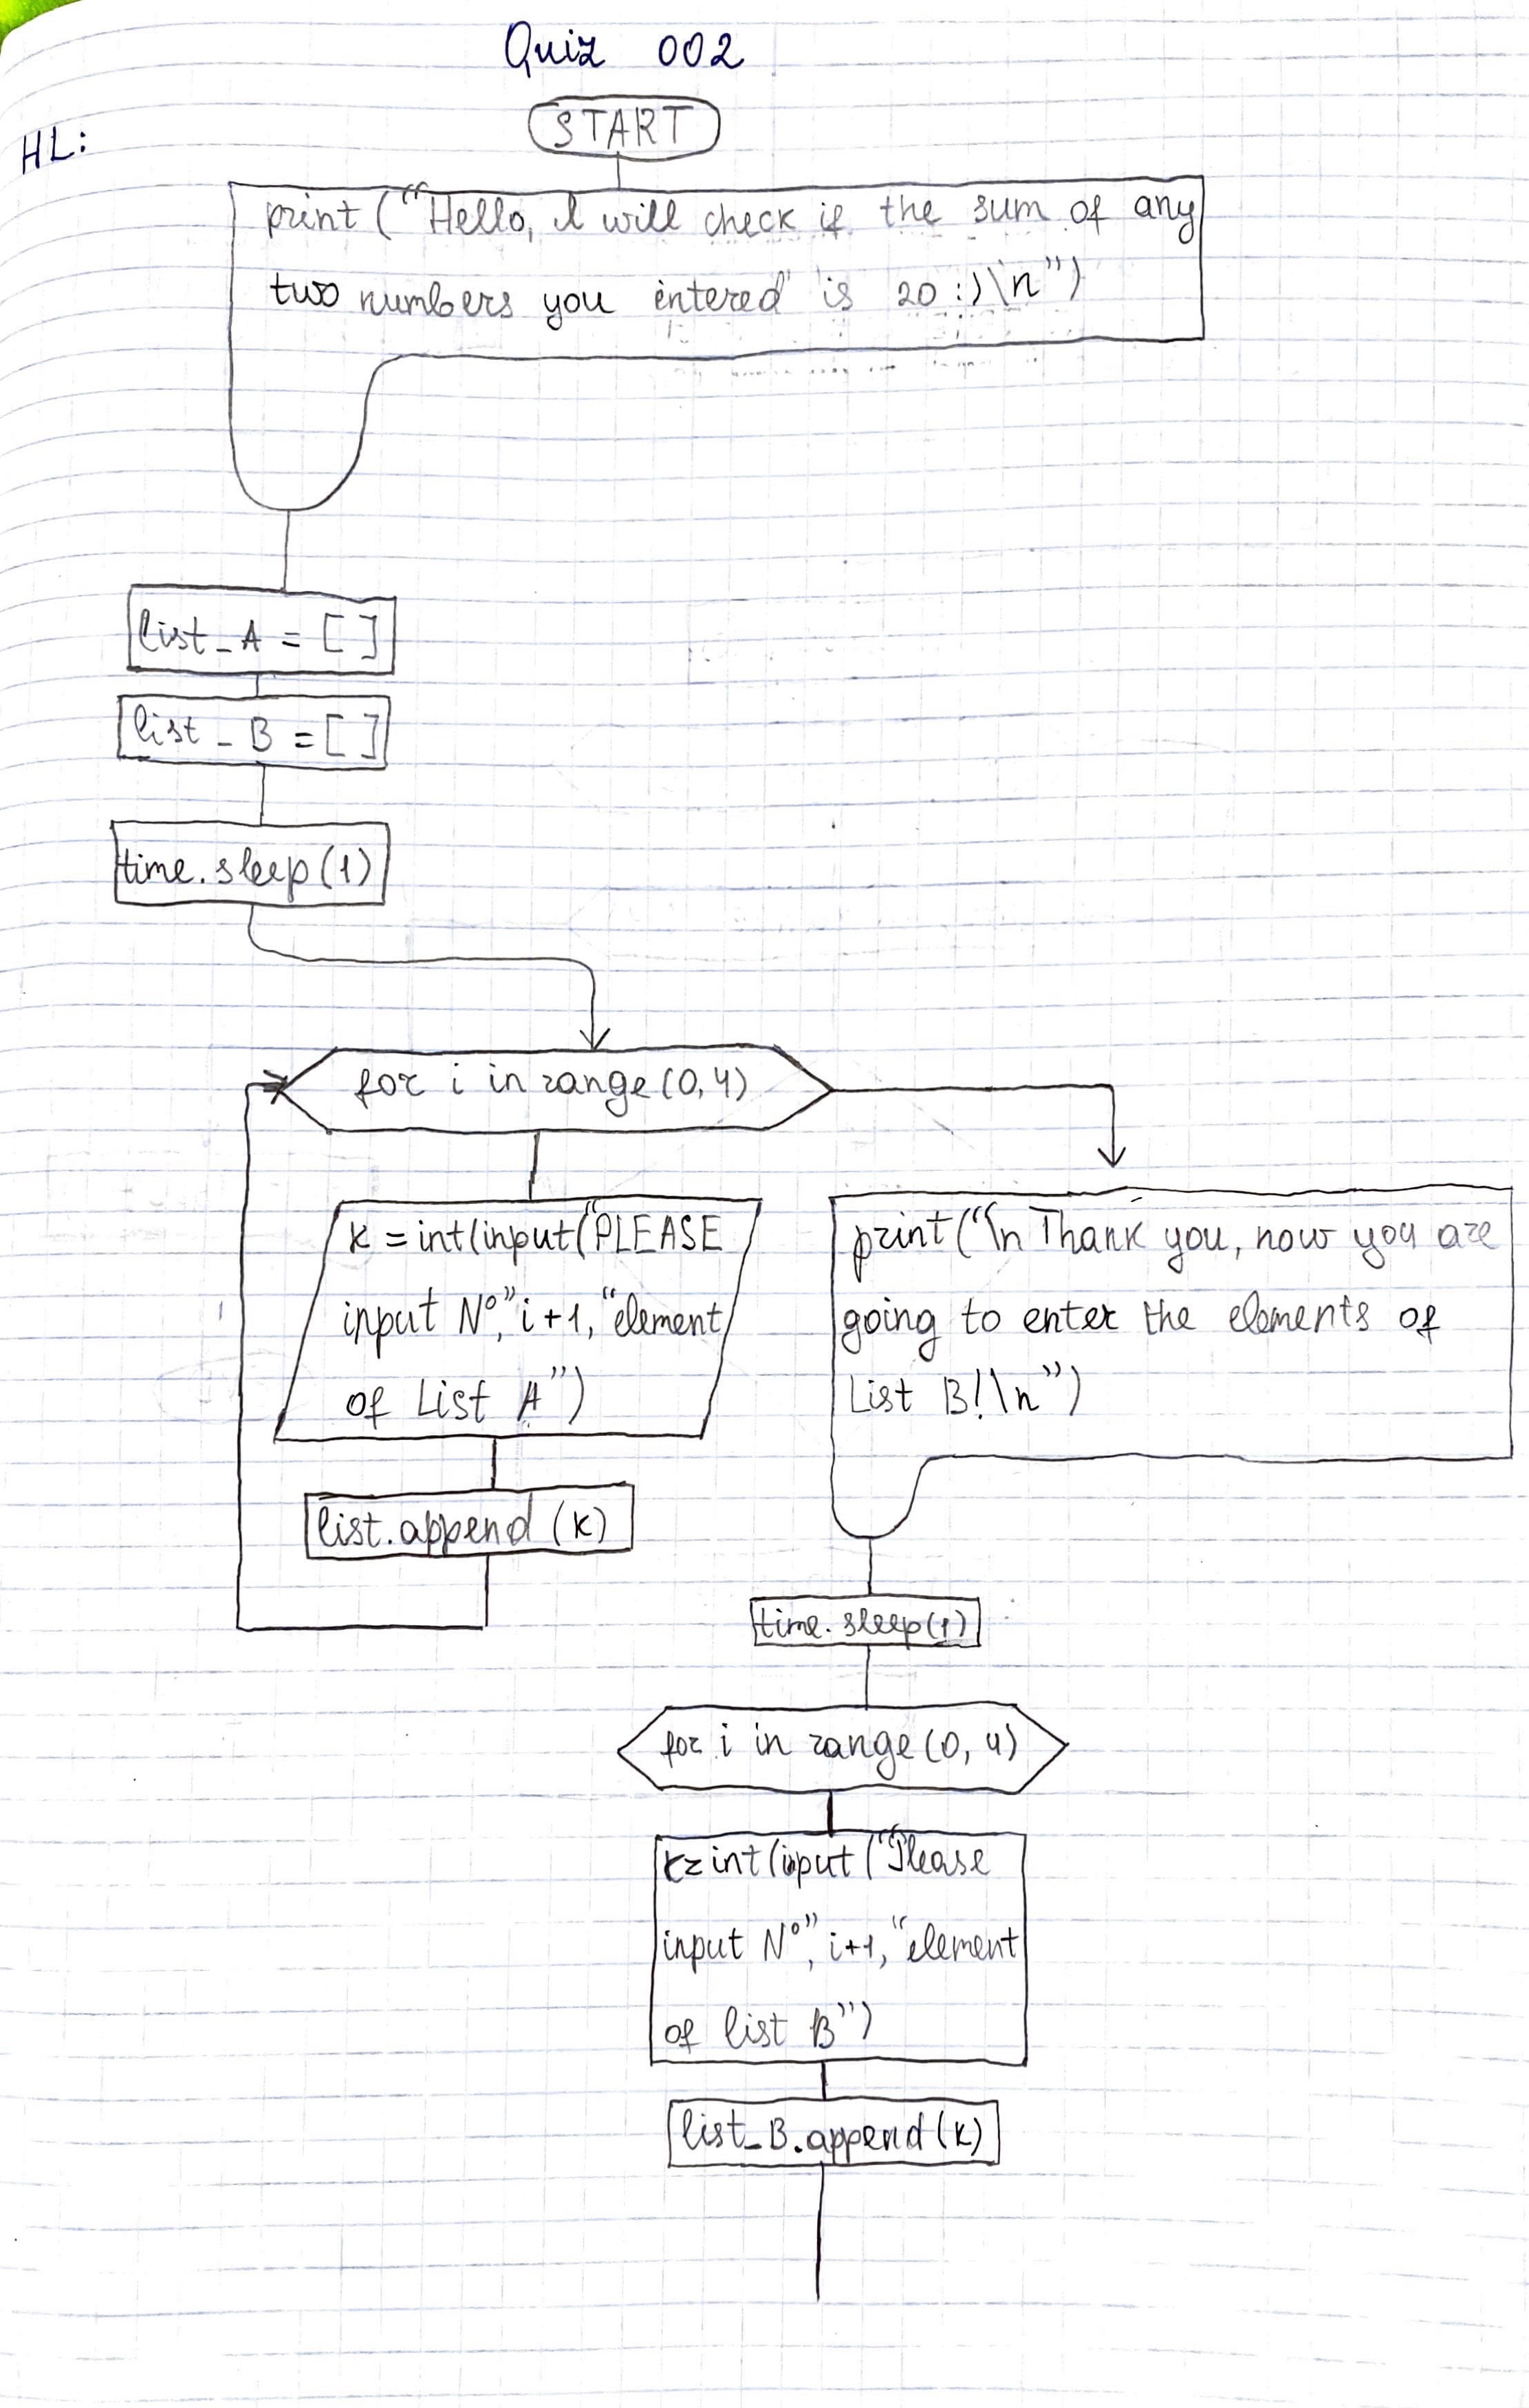 Quiz 002
HL:
START
print ("Hello, I will check if the sum of any
two numbers you entered is 20 :) \n")
list_A = [ ]
list_B = [ ]
time.sleep(1)
for i in range (0, 4)
K = int(input("PLEASE
input N°", i+1, "element
of List A")
list.append (K)
print("\n Thank you, now you are
going to enter the elements of
List B! \n")
time.sleep(1)
for i in range (0, 4)
K = int(input ("Please
input N°", i+1, "element
of list B")
list_B.append (K)